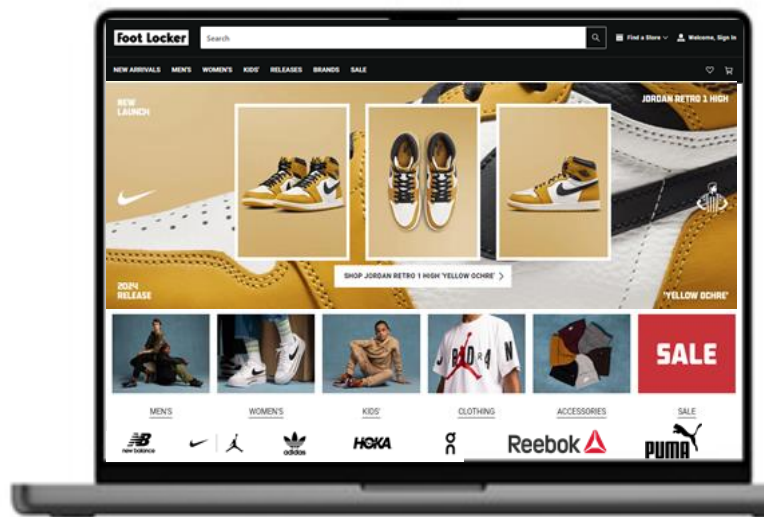 Foot Locker
Search
Find a Store
Welcome, Sign In
NEW ARRIVALS MEN'S WOMEN'S KIDS' RELEASES BRANDS SALE
NEW
LAUNCH
JORDAN RETRO 1 HIGH
SHOP JORDAN RETRO 1 HIGH 'YELLOW OCHRE'
2024
RELEASE
'YELLOW OCHRE'
SALE
MEN'S WOMEN'S KIDS' CLOTHING ACCESSORIES SALE
new balance
adidas
HOKA
Reebok
PUMA